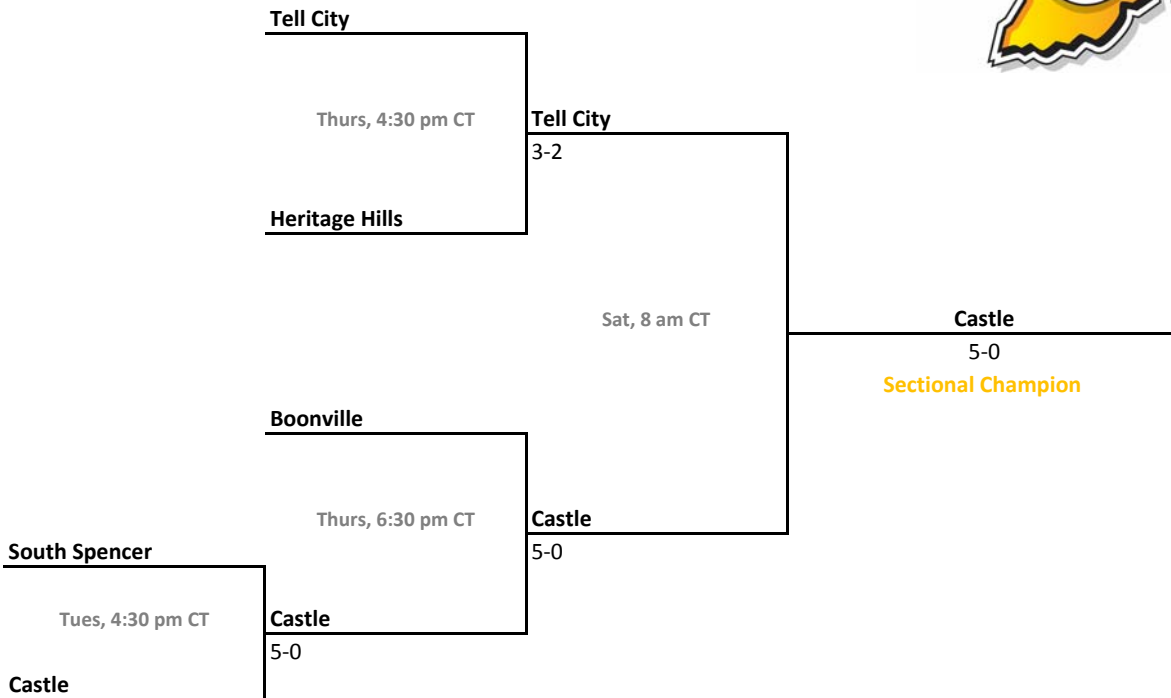 Tell City
Thurs, 4:30 pm CT
Tell City
3-2
Heritage Hills
Sat, 8 am CT
Castle
5-0
Sectional Champion
Boonville
Thurs, 6:30 pm CT
Castle
5-0
South Spencer
Tues, 4:30 pm CT
Castle
5-0
Castle